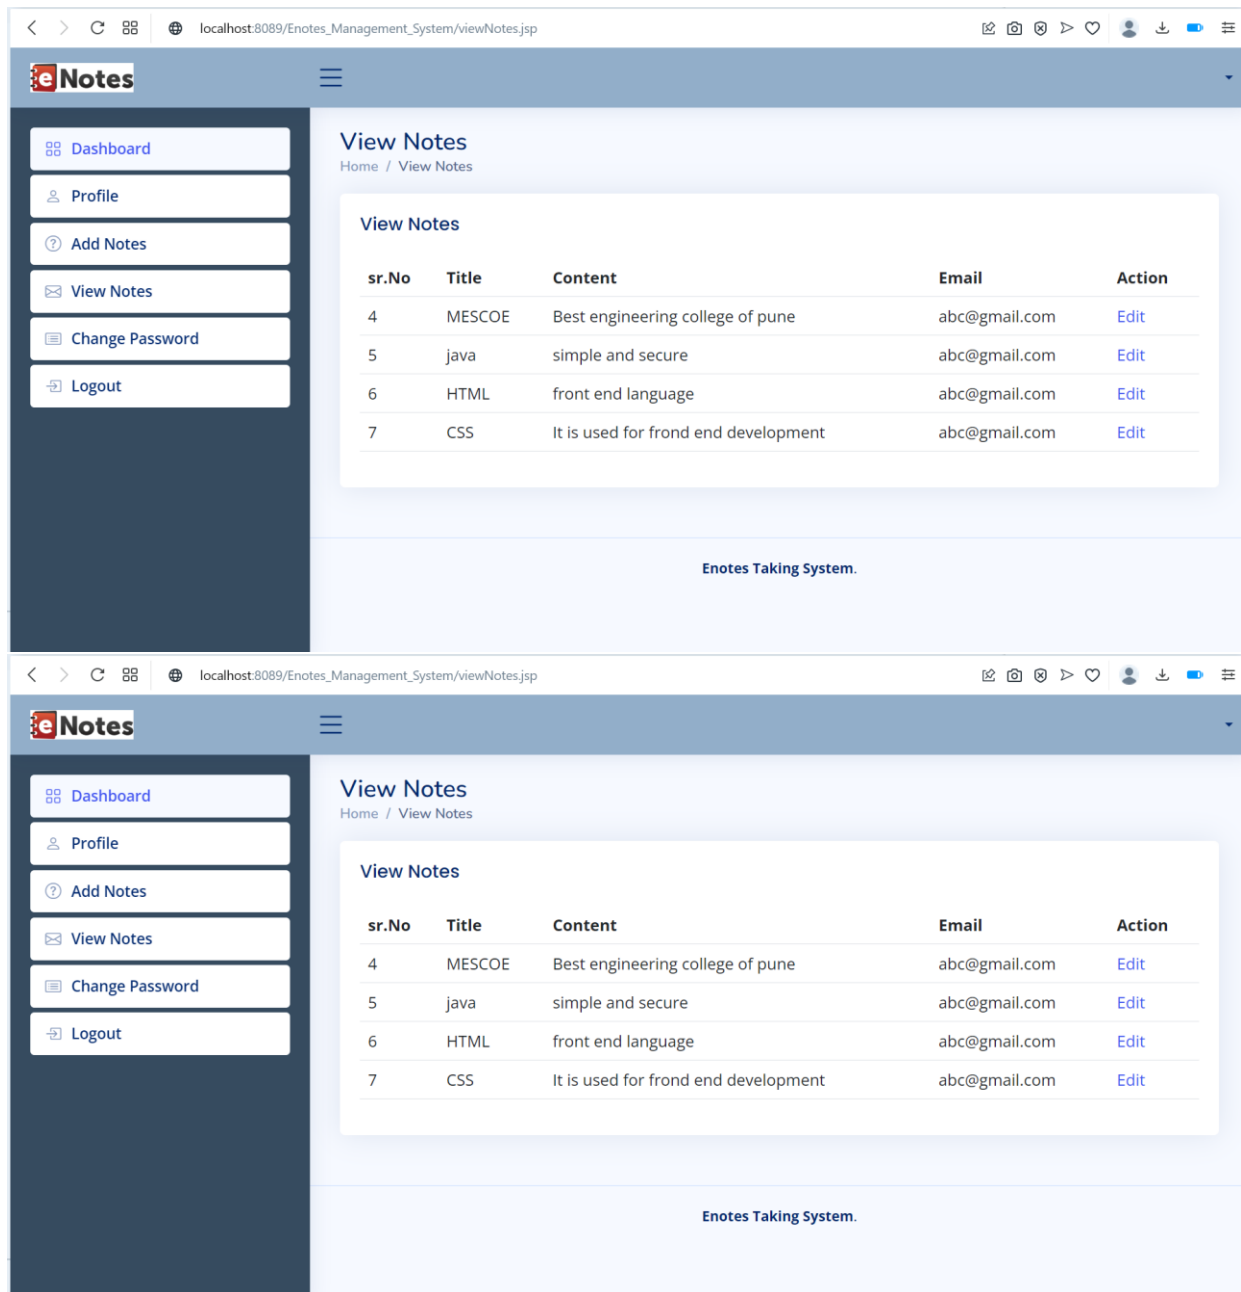 localhost:8089/Enotes_Management_System/viewNotes.jsp
eNotes
Dashboard
Profile
Add Notes
View Notes
Change Password
Logout
View Notes
Home / View Notes
View Notes
sr.No Title Content Email Action
4 MESCOE Best engineering college of pune abc@gmail.com Edit
5 java simple and secure abc@gmail.com Edit
6 HTML front end language abc@gmail.com Edit
7 CSS It is used for frond end development abc@gmail.com Edit
Enotes Taking System.
localhost:8089/Enotes_Management_System/viewNotes.jsp
eNotes
Dashboard
Profile
Add Notes
View Notes
Change Password
Logout
View Notes
Home / View Notes
View Notes
sr.No Title Content Email Action
4 MESCOE Best engineering college of pune abc@gmail.com Edit
5 java simple and secure abc@gmail.com Edit
6 HTML front end language abc@gmail.com Edit
7 CSS It is used for frond end development abc@gmail.com Edit
Enotes Taking System.